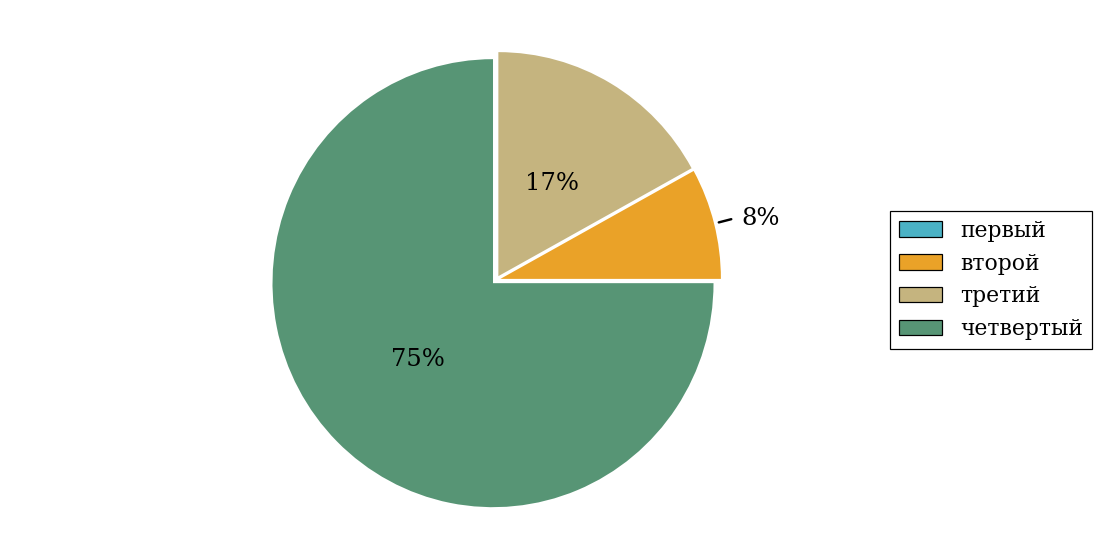 17%
8%
75%
первый
второй
третий
четвертый